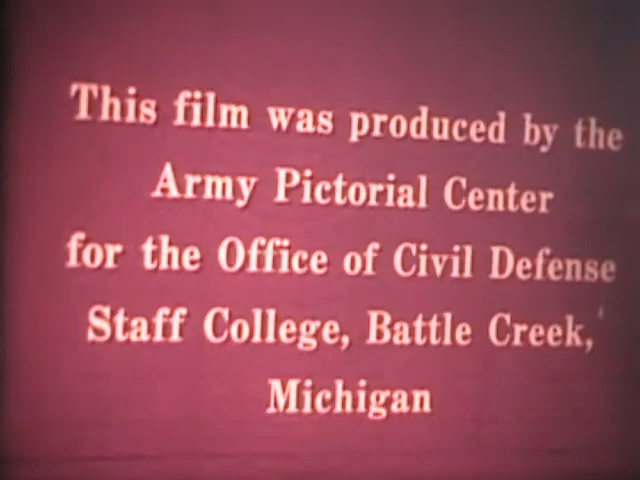 This film was produced by the
Army Pictorial Center
for the Office of Civil Defense
Staff College, Battle Creek,
Michigan